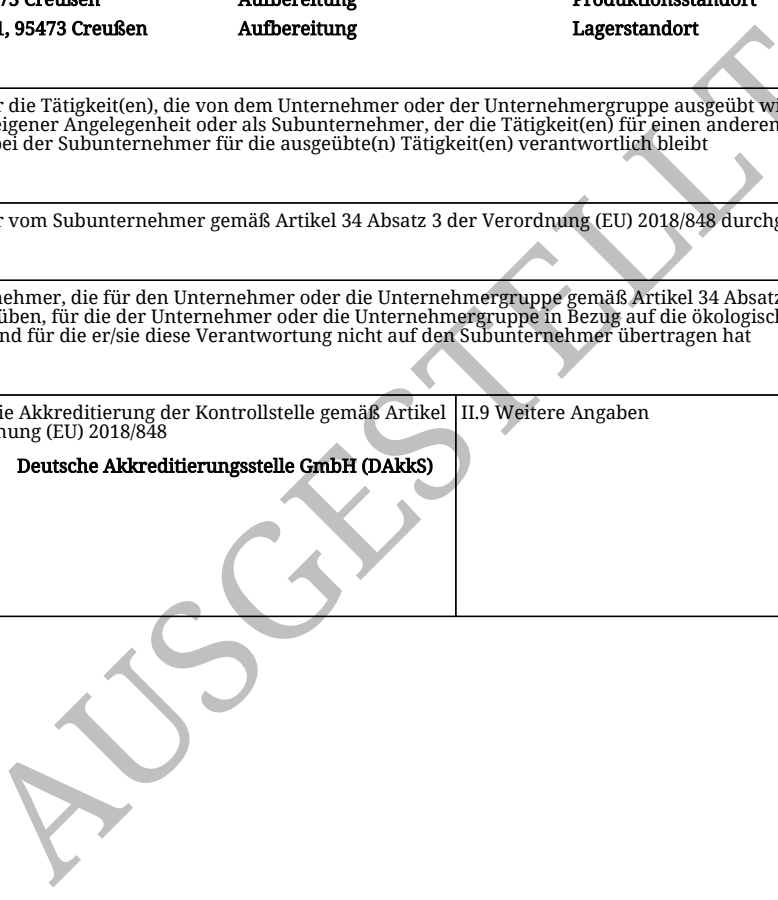 73 Creußen Aufbereitung Produktionsstandort
1, 95473 Creußen Aufbereitung Lagerstandort
r die Tätigkeit(en), die von dem Unternehmer oder der Unternehmergruppe ausgeübt wi
eigener Angelegenheit oder als Subunternehmer, der die Tätigkeit(en) für einen anderen
bei der Subunternehmer für die ausgeübte(n) Tätigkeit(en) verantwortlich bleibt
r vom Subunternehmer gemäß Artikel 34 Absatz 3 der Verordnung (EU) 2018/848 durchg
nehmer, die für den Unternehmer oder die Unternehmergruppe gemäß Artikel 34 Absatz
üben, für die der Unternehmer oder die Unternehmergruppe in Bezug auf die ökologisch
nd für die er/sie diese Verantwortung nicht auf den Subunternehmer übertragen hat
ie Akkreditierung der Kontrollstelle gemäß Artikel
nung (EU) 2018/848
Deutsche Akkreditierungsstelle GmbH (DAkkS)
II.9 Weitere Angaben
AUSGESTELLT